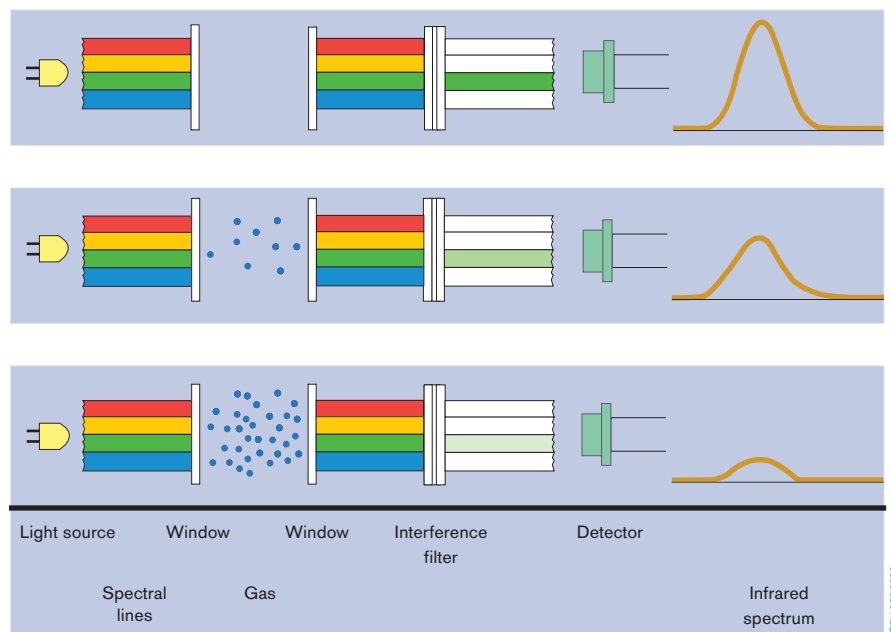 Light source
Window
Window
Interference
filter
Detector
Spectral
lines
Gas
Infrared
spectrum